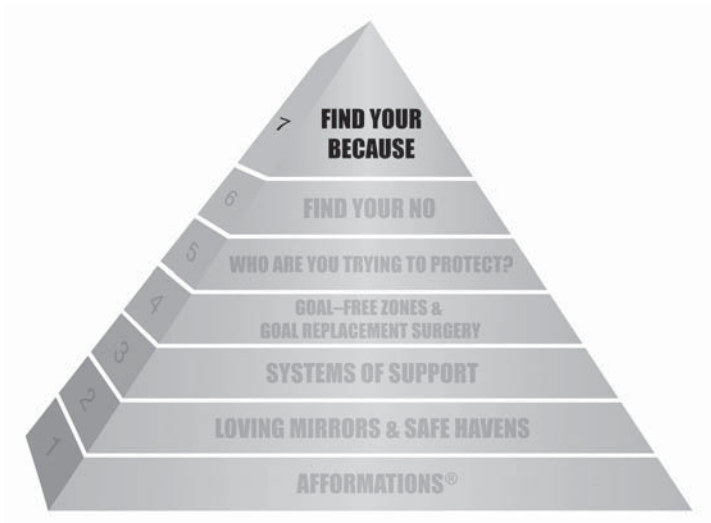 7
FIND YOUR
BECAUSE
6
FIND YOUR NO
5
WHO ARE YOU TRYING TO PROTECT?
4
GOAL–FREE ZONES &
GOAL REPLACEMENT SURGERY
3
SYSTEMS OF SUPPORT
2
LOVING MIRRORS & SAFE HAVENS
1
AFFORMATIONS®